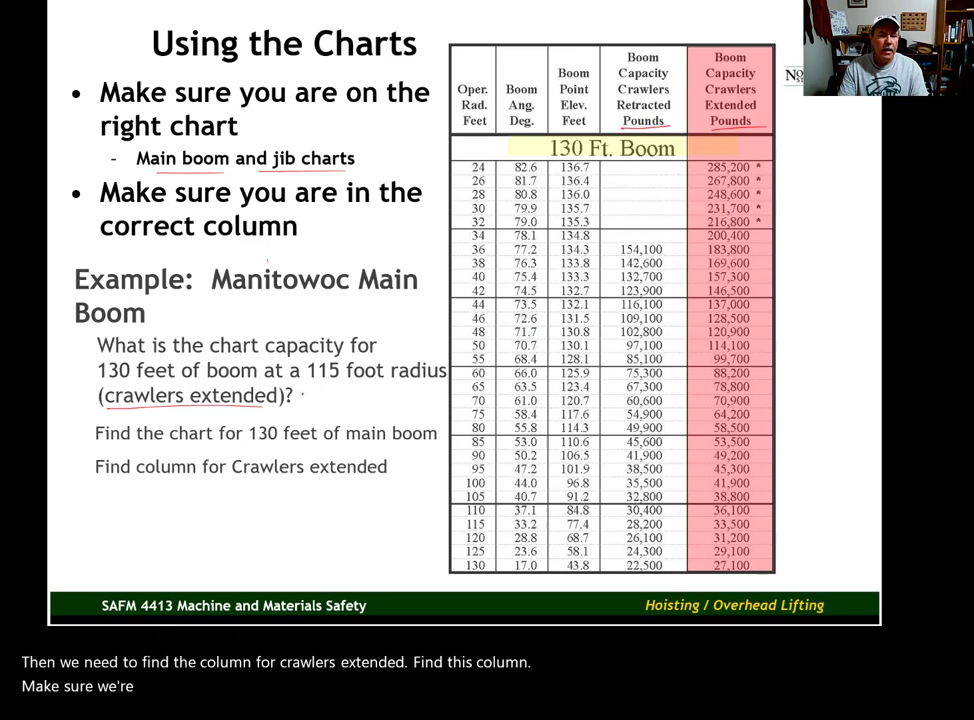 Using the Charts
• Make sure you are on the
right chart
- Main boom and jib charts
• Make sure you are in the
correct column
Example: Manitowoc Main
Boom
What is the chart capacity for
130 feet of boom at a 115 foot radius
(crawlers extended)?
Find the chart for 130 feet of main boom
Find column for Crawlers extended
Oper. Rad. Feet | Boom Ang. Deg. | Boom Point Elev. Feet | Boom Capacity Crawlers Retracted Pounds | Boom Capacity Crawlers Extended Pounds
130 Ft. Boom
24 82.6 136.7 285,200 *
26 81.7 136.4 267,800 *
28 80.8 136.0 248,600 *
30 79.9 135.7 231,700 *
32 79.0 135.3 216,800 *
34 78.1 134.8 200,400
36 77.2 134.3 154,100 183,800
38 76.3 133.8 142,600 169,600
40 75.4 133.3 132,700 157,300
42 74.5 132.7 123,900 146,500
44 73.5 132.1 116,100 137,000
46 72.6 131.5 109,100 128,500
48 71.7 130.8 102,800 120,900
50 70.7 130.1 97,100 114,100
55 68.4 128.1 85,100 99,700
60 66.0 125.9 75,300 88,200
65 63.5 123.4 67,300 78,800
70 61.0 120.7 60,600 70,900
75 58.4 117.6 54,900 64,200
80 55.8 114.3 49,900 58,500
85 53.0 110.6 45,600 53,500
90 50.2 106.5 41,900 49,200
95 47.2 101.9 38,500 45,300
100 44.0 96.8 35,500 41,900
105 40.7 91.2 32,800 38,800
110 37.1 84.8 30,400 36,100
115 33.2 77.4 28,200 33,500
120 28.8 68.7 26,100 31,200
125 23.6 58.1 24,300 29,100
130 17.0 43.8 22,500 27,100
SAFM 4413 Machine and Materials Safety
Hoisting / Overhead Lifting
Then we need to find the column for crawlers extended. Find this column.
Make sure we're